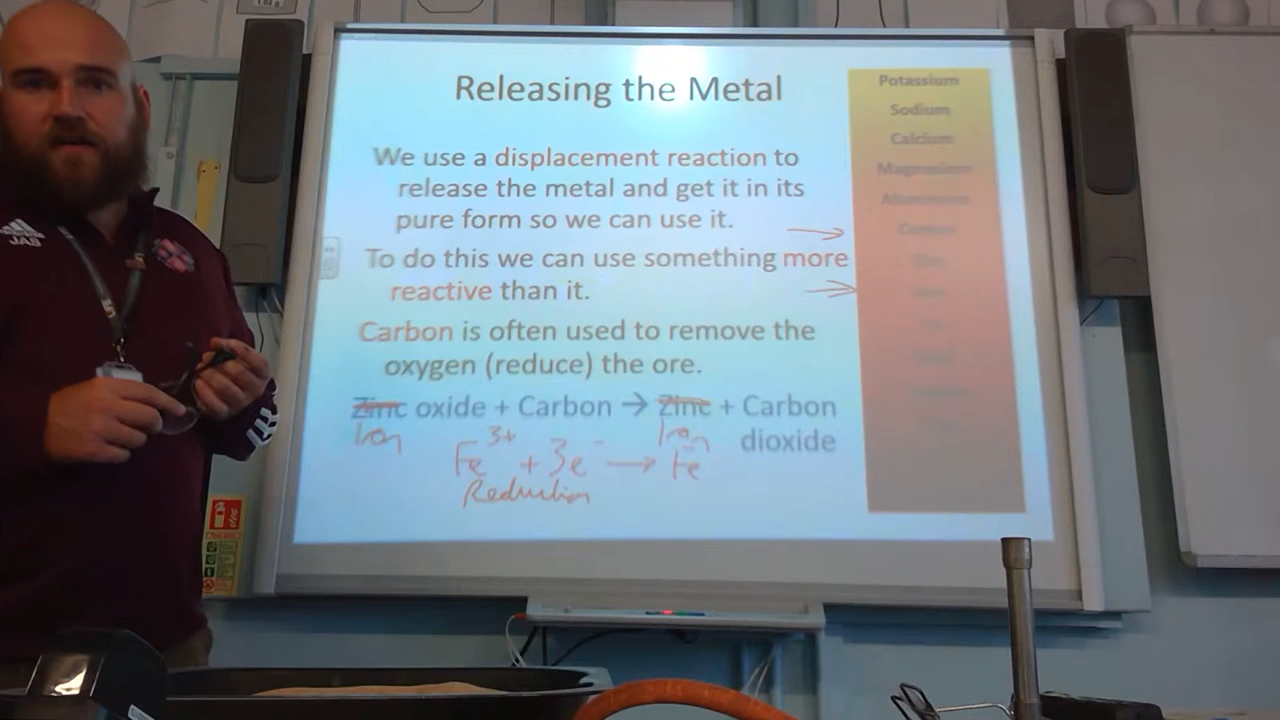 Releasing the Metal
We use a displacement reaction to
release the metal and get it in its
pure form so we can use it.
To do this we can use something more
reactive than it.
Carbon is often used to remove the
oxygen (reduce) the ore.
Zinc oxide + Carbon → Zinc + Carbon
dioxide
Iron Iron
Fe³⁺ + 3e⁻ → Fe
Reduction
Potassium
Sodium
Calcium
Magnesium
Aluminium
Carbon
Zinc
JAB